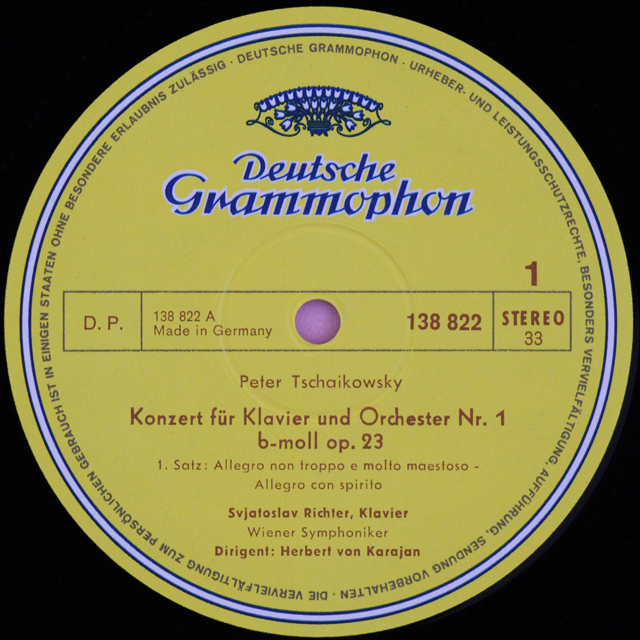 DEUTSCHE GRAMMOPHON · URHEBER- UND LEISTUNGSSCHUTZRECHTE, BESONDERS VERVIELFÄLTIGUNG, AUFFÜHRUNG, SENDUNG VORBEHALTEN · DIE VERVIELFÄLTIGUNG ZUM PERSÖNLICHEN GEBRAUCH IST IN EINIGEN STAATEN OHNE BESONDERE ERLAUBNIS ZULÄSSIG ·
Deutsche
Grammophon
1
D. P.
138 822 A
Made in Germany
138 822
STEREO
33
Peter Tschaikowsky
Konzert für Klavier und Orchester Nr. 1
b-moll op. 23
1. Satz: Allegro non troppo e molto maestoso -
Allegro con spirito
Svjatoslav Richter, Klavier
Wiener Symphoniker
Dirigent: Herbert von Karajan